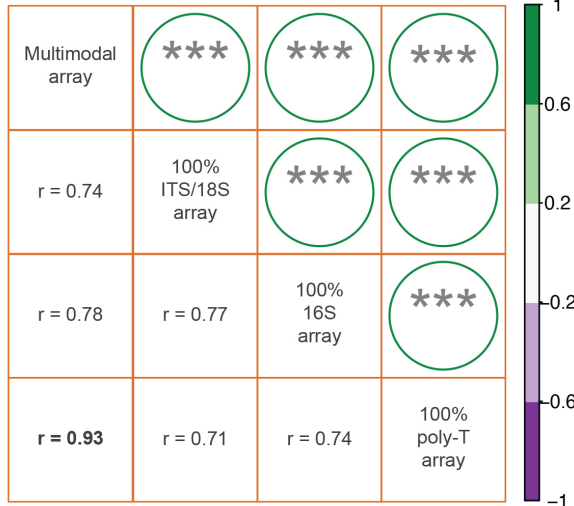 Multimodal
array
***
***
***
r = 0.74
100%
ITS/18S
array
***
***
r = 0.78
r = 0.77
100%
16S
array
***
r = 0.93
r = 0.71
r = 0.74
100%
poly-T
array
1
0.6
0.2
-0.2
-0.6
-1